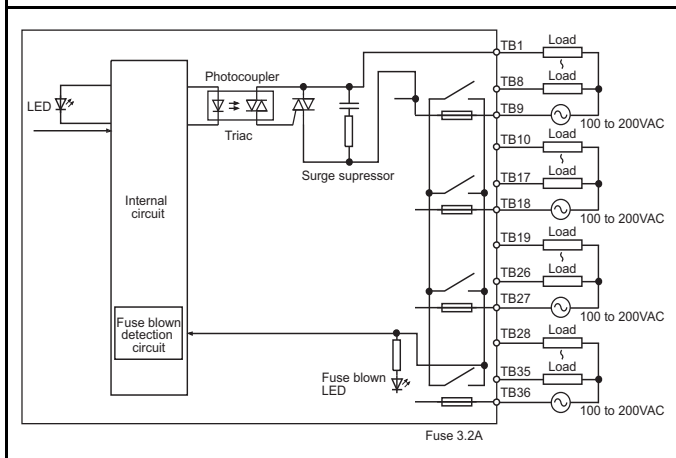 TB1
Load
TB8
Load
TB9
100 to 200VAC
Photocoupler
LED
Triac
Surge supressor
TB10
Load
TB17
Load
TB18
100 to 200VAC
Internal
circuit
TB19
Load
TB26
Load
TB27
100 to 200VAC
Fuse blown
detection
circuit
TB28
Load
TB35
Load
TB36
100 to 200VAC
Fuse blown
LED
Fuse 3.2A